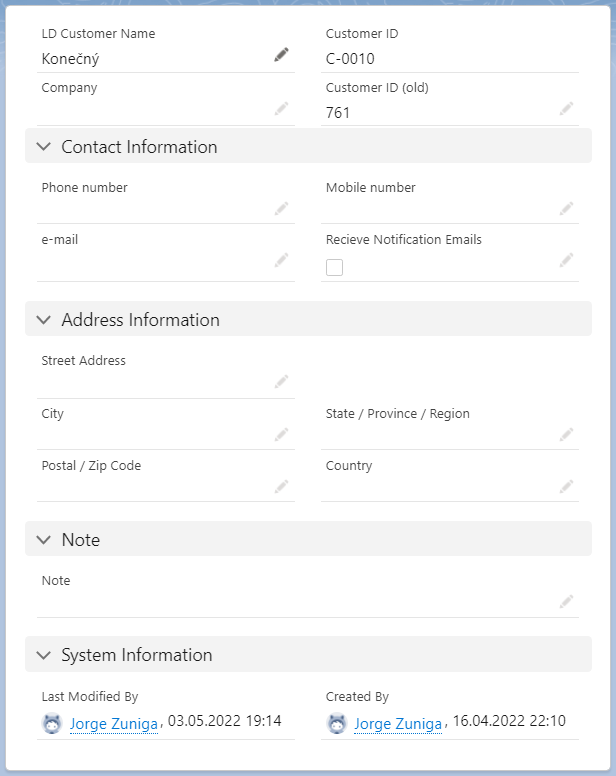 LD Customer Name
Customer ID
Konečný
C-0010
Company
Customer ID (old)
761
Contact Information
Phone number
Mobile number
e-mail
Recieve Notification Emails
Address Information
Street Address
City
State / Province / Region
Postal / Zip Code
Country
Note
Note
System Information
Last Modified By
Created By
Jorge Zuniga, 03.05.2022 19:14
Jorge Zuniga, 16.04.2022 22:10